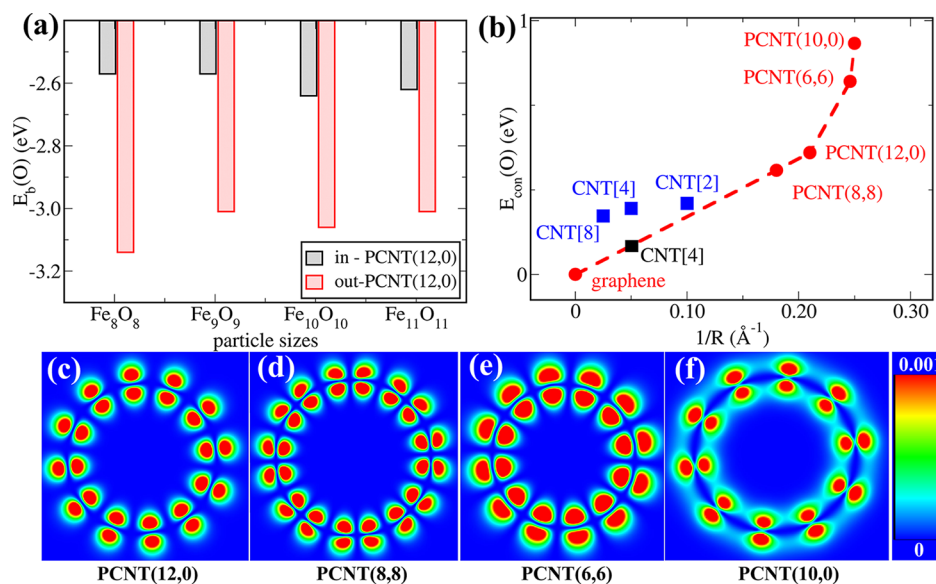 (a)
E_b(O) (eV)
-2.6
-2.8
-3.0
-3.2
in - PCNT(12,0)
out-PCNT(12,0)
Fe₈O₈
Fe₉O₉
Fe₁₀O₁₀
Fe₁₁O₁₁
particle sizes
(b)
E_con(O) (eV)
1
0
PCNT(10,0)
PCNT(6,6)
PCNT(12,0)
PCNT(8,8)
CNT[4]
CNT[2]
CNT[8]
CNT[4]
graphene
0
0.10
0.20
0.30
1/R (Å⁻¹)
(c)
(d)
(e)
(f)
0.001
0
PCNT(12,0)
PCNT(8,8)
PCNT(6,6)
PCNT(10,0)